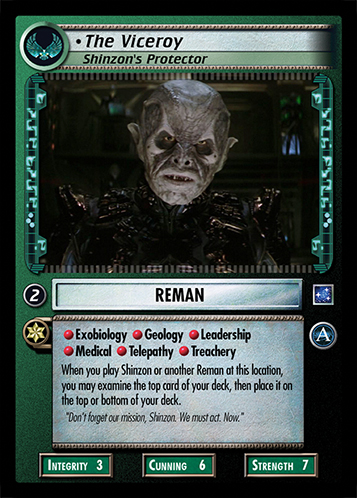 • The Viceroy
Shinzon's Protector
2
REMAN
A
• Exobiology • Geology • Leadership
• Medical • Telepathy • Treachery
When you play Shinzon or another Reman at this location,
you may examine the top card of your deck, then place it on
the top or bottom of your deck.
"Don't forget our mission, Shinzon. We must act. Now."
INTEGRITY 3 CUNNING 6 STRENGTH 7